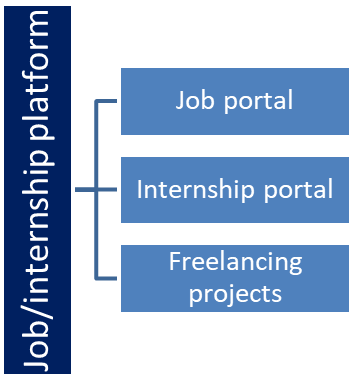 Job/internship platform
Job portal
Internship portal
Freelancing
projects